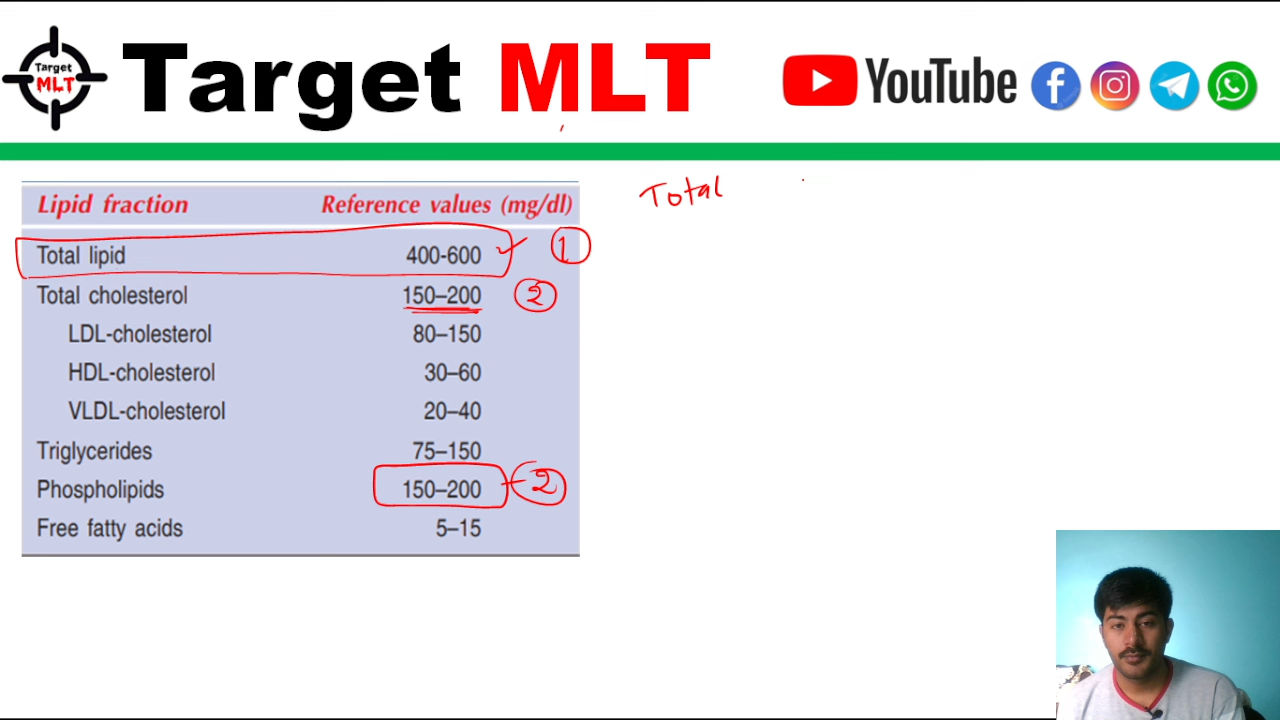 Target MLT
Target MLT YouTube
Lipid fraction Reference values (mg/dl)
Total
Total lipid 400-600 1
Total cholesterol 150–200 2
LDL-cholesterol 80–150
HDL-cholesterol 30–60
VLDL-cholesterol 20–40
Triglycerides 75–150
Phospholipids 150–200 2
Free fatty acids 5–15